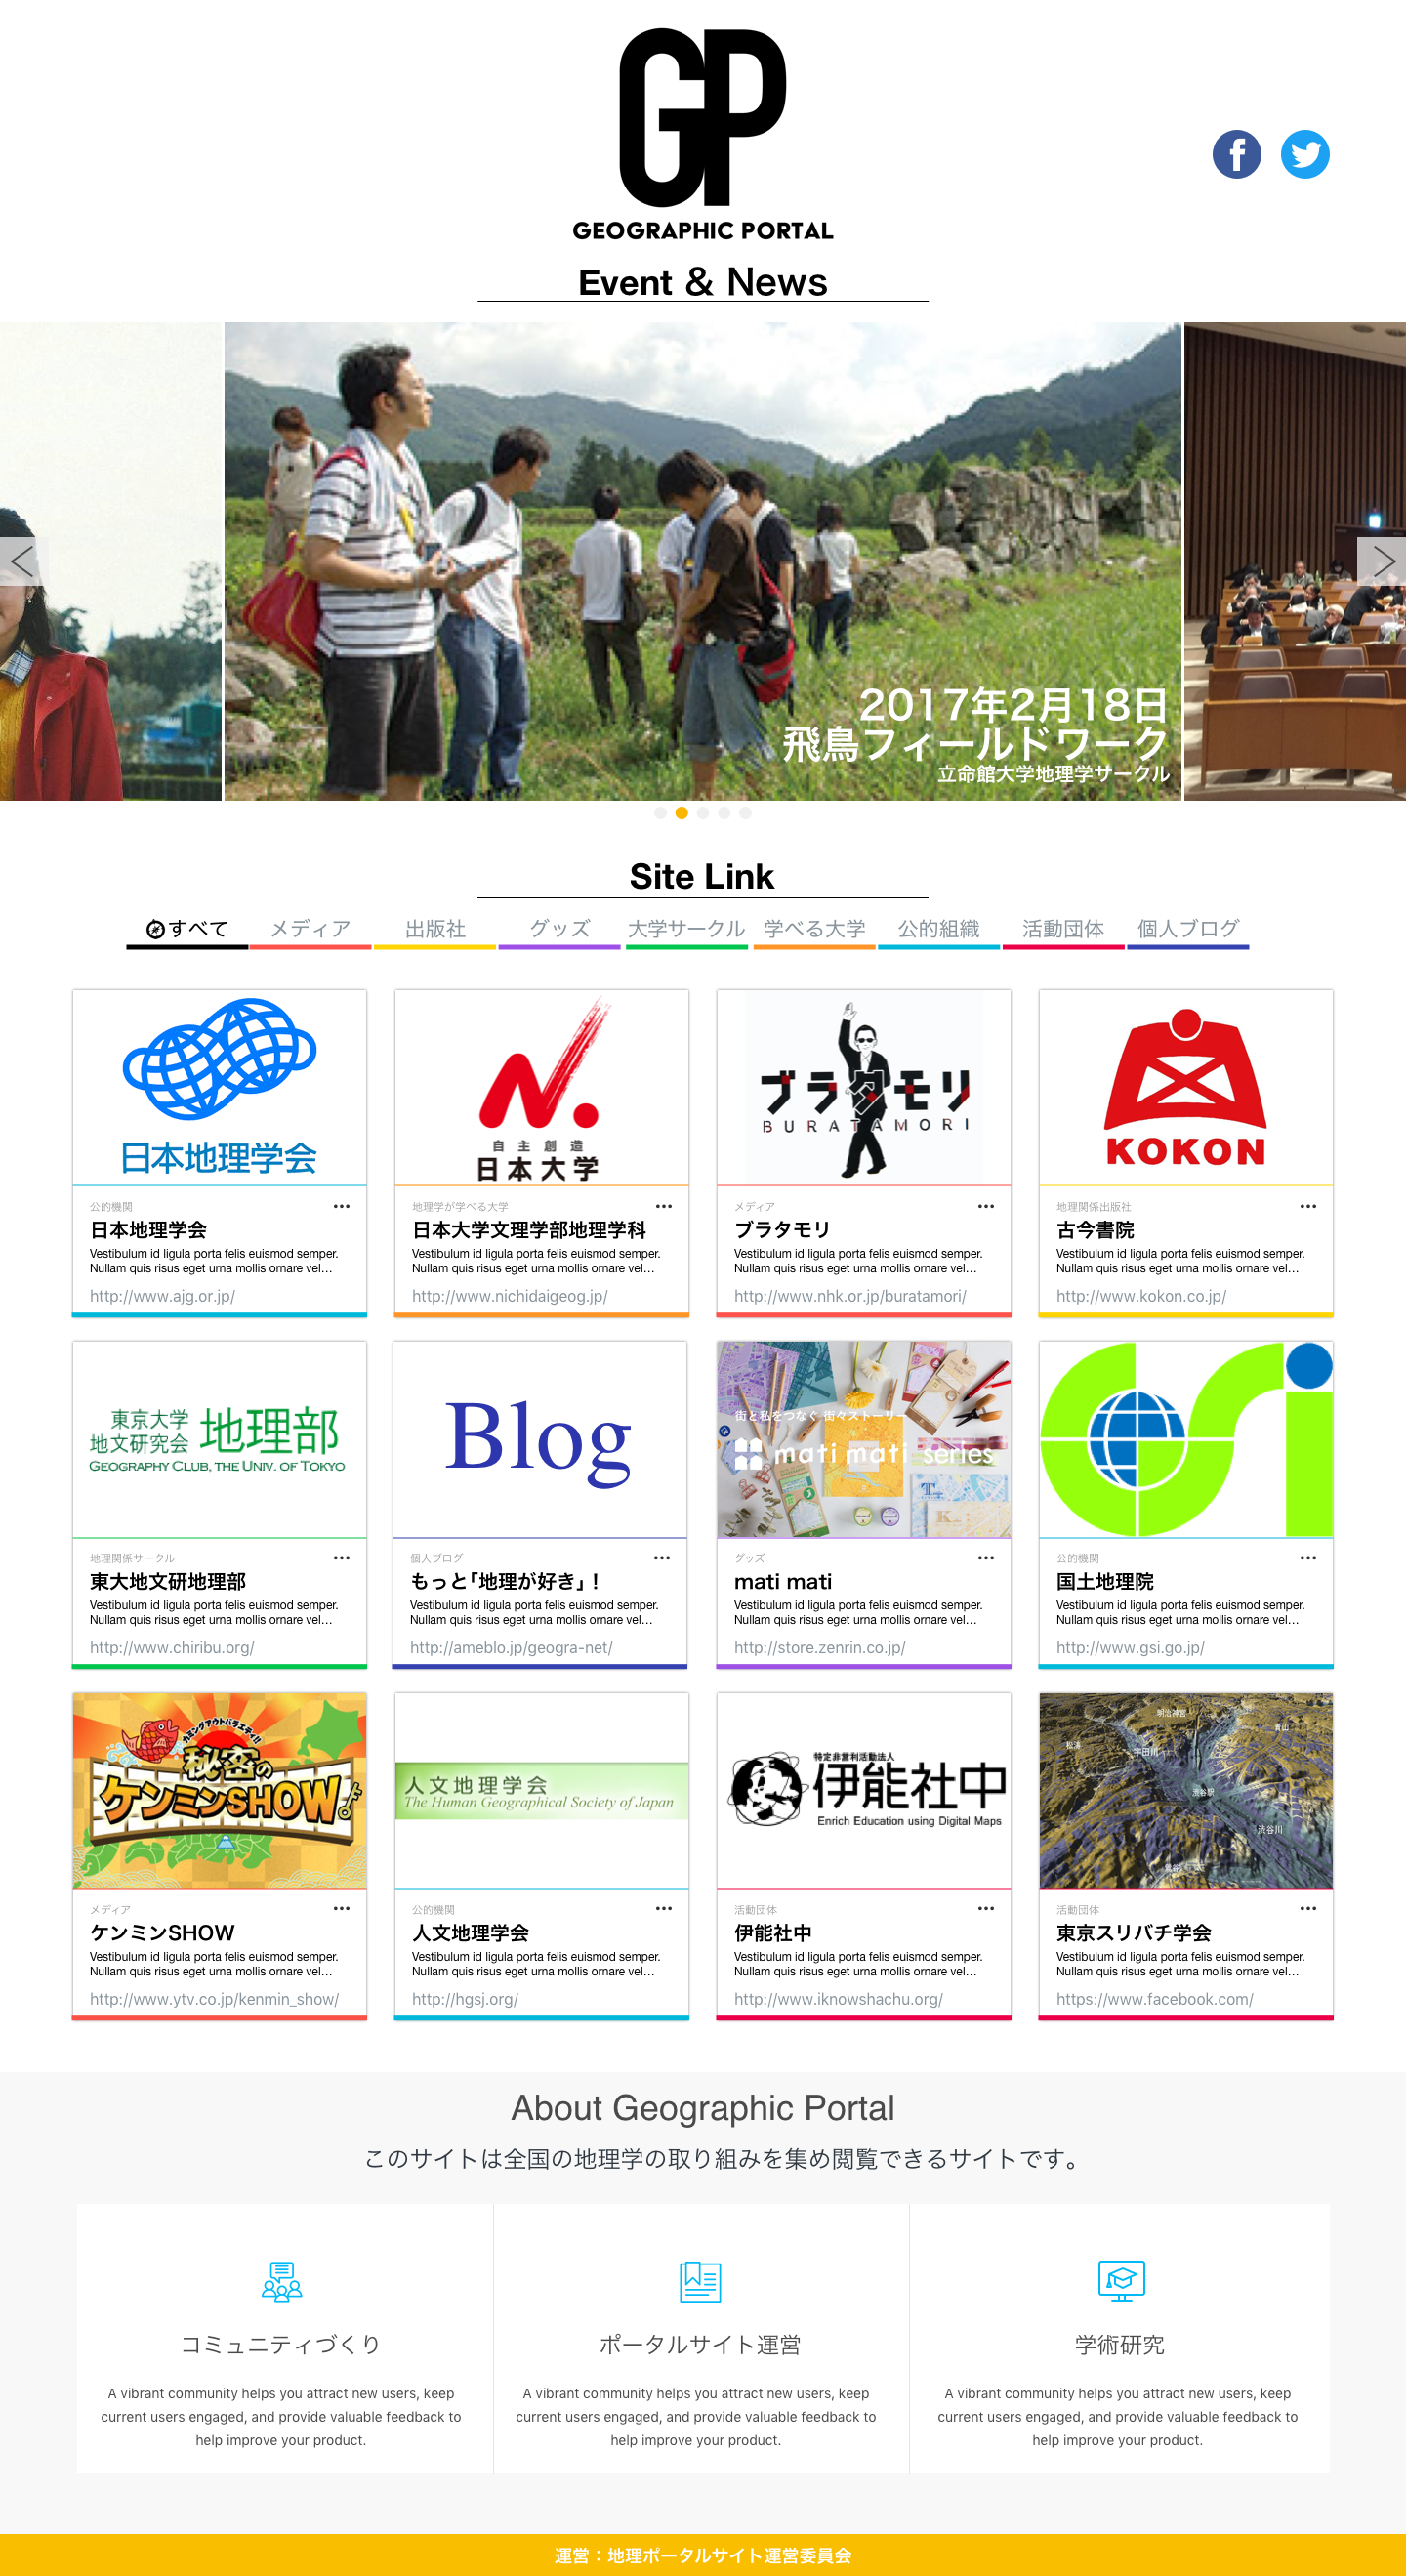 GP
GEOGRAPHIC PORTAL
Event & News
2017年2月18日
飛鳥フィールドワーク
立命館大学地理学サークル
Site Link
すべて メディア 出版社 グッズ 大学サークル 学べる大学 公的組織 活動団体 個人ブログ
日本地理学会
公的機関
日本地理学会
Vestibulum id ligula porta felis euismod semper.
Nullam quis risus eget urna mollis ornare vel...
http://www.ajg.or.jp/
自主創造
日本大学
地理学が学べる大学
日本大学文理学部地理学科
Vestibulum id ligula porta felis euismod semper.
Nullam quis risus eget urna mollis ornare vel...
http://www.nichidaigeog.jp/
ブラタモリ
BURATAMORI
メディア
ブラタモリ
Vestibulum id ligula porta felis euismod semper.
Nullam quis risus eget urna mollis ornare vel...
http://www.nhk.or.jp/buratamori/
KOKON
地理関係出版社
古今書院
Vestibulum id ligula porta felis euismod semper.
Nullam quis risus eget urna mollis ornare vel...
http://www.kokon.co.jp/
東京大学
地文研究会 地理部
GEOGRAPHY CLUB, THE UNIV. OF TOKYO
地理関係サークル
東大地文研地理部
Vestibulum id ligula porta felis euismod semper.
Nullam quis risus eget urna mollis ornare vel...
http://www.chiribu.org/
Blog
個人ブログ
もっと「地理が好き」！
Vestibulum id ligula porta felis euismod semper.
Nullam quis risus eget urna mollis ornare vel...
http://ameblo.jp/geogra-net/
街と私をつなぐ 街々ストーリー
mati mati series
グッズ
mati mati
Vestibulum id ligula porta felis euismod semper.
Nullam quis risus eget urna mollis ornare vel...
http://store.zenrin.co.jp/
公的機関
国土地理院
Vestibulum id ligula porta felis euismod semper.
Nullam quis risus eget urna mollis ornare vel...
http://www.gsi.go.jp/
カミングアウトバラエティ!!
秘密の
ケンミンSHOW
メディア
ケンミンSHOW
Vestibulum id ligula porta felis euismod semper.
Nullam quis risus eget urna mollis ornare vel...
http://www.ytv.co.jp/kenmin_show/
人文地理学会
The Human Geographical Society of Japan
公的機関
人文地理学会
Vestibulum id ligula porta felis euismod semper.
Nullam quis risus eget urna mollis ornare vel...
http://hgsj.org/
特定非営利活動法人
伊能社中
Enrich Education using Digital Maps
活動団体
伊能社中
Vestibulum id ligula porta felis euismod semper.
Nullam quis risus eget urna mollis ornare vel...
http://www.iknowshachu.org/
明治神宮
青山
松濤
宇田川
渋谷駅
渋谷川
活動団体
東京スリバチ学会
Vestibulum id ligula porta felis euismod semper.
Nullam quis risus eget urna mollis ornare vel...
https://www.facebook.com/
About Geographic Portal
このサイトは全国の地理学の取り組みを集め閲覧できるサイトです。
コミュニティづくり
A vibrant community helps you attract new users, keep
current users engaged, and provide valuable feedback to
help improve your product.
ポータルサイト運営
A vibrant community helps you attract new users, keep
current users engaged, and provide valuable feedback to
help improve your product.
学術研究
A vibrant community helps you attract new users, keep
current users engaged, and provide valuable feedback to
help improve your product.
運営：地理ポータルサイト運営委員会